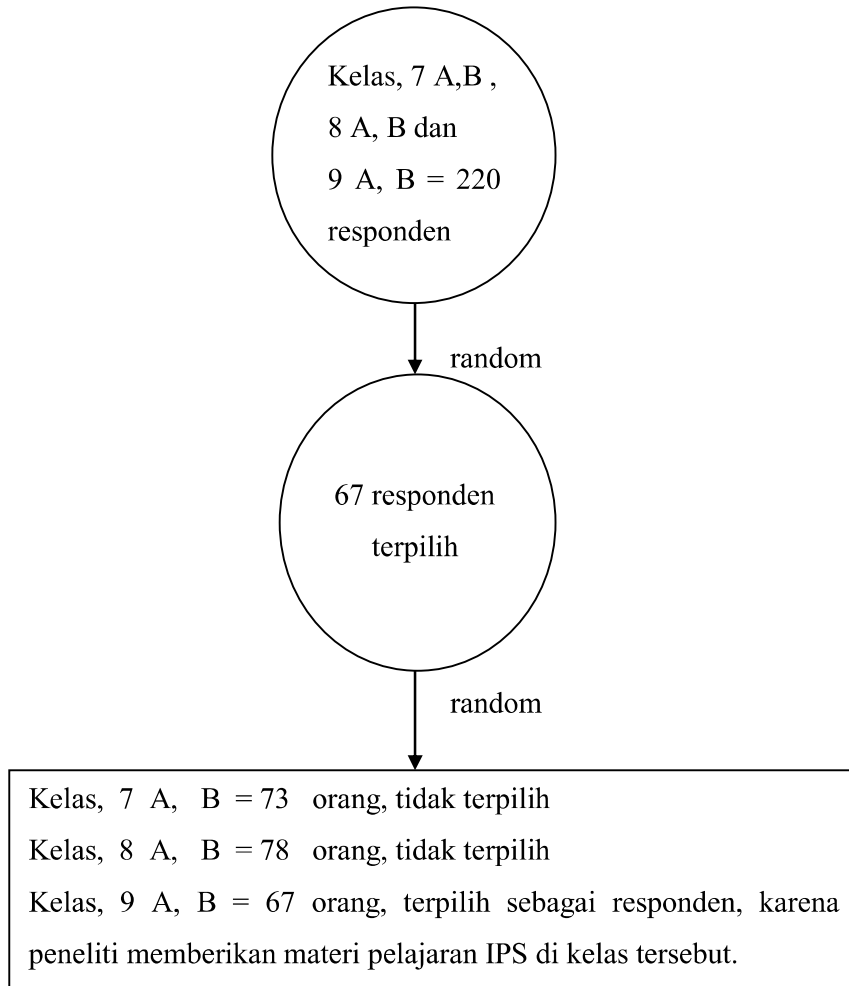 Kelas, 7 A,B ,
8 A, B dan
9 A, B = 220
responden
random
67 responden
terpilih
random
Kelas, 7 A, B = 73 orang, tidak terpilih
Kelas, 8 A, B = 78 orang, tidak terpilih
Kelas, 9 A, B = 67 orang, terpilih sebagai responden, karena
peneliti memberikan materi pelajaran IPS di kelas tersebut.